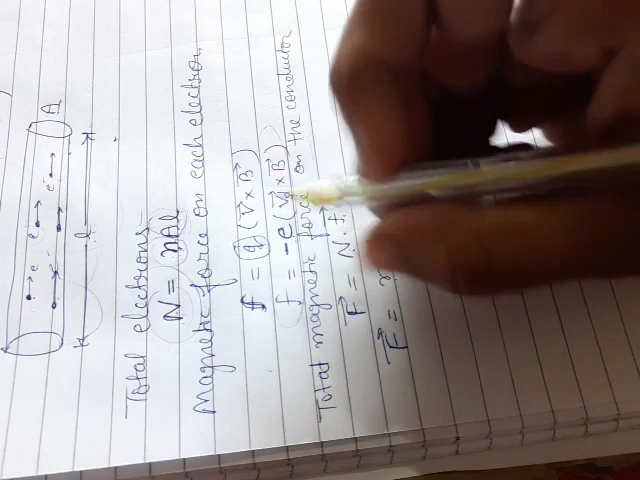 e e e A
l
Total electrons-
N = nAl
Magnetic force on each electron,
f = q (V⃗ × B⃗)
f = -e (V⃗d × B⃗)
Total magnetic force on the conductor
F⃗ = N. f
F⃗ =